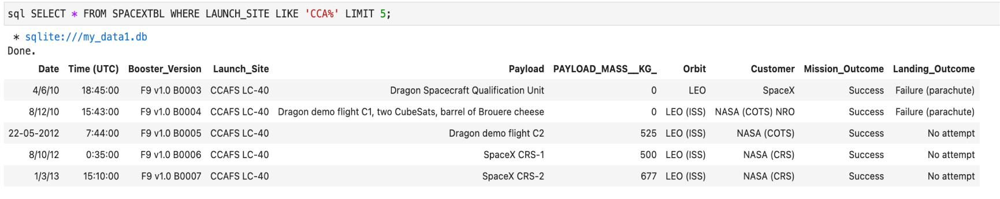 sql SELECT * FROM SPACEXTBL WHERE LAUNCH_SITE LIKE 'CCA%' LIMIT 5;
* sqlite:///my_data1.db
Done.
Date Time (UTC) Booster_Version Launch_Site Payload PAYLOAD_MASS__KG_ Orbit Customer Mission_Outcome Landing_Outcome
4/6/10 18:45:00 F9 v1.0 B0003 CCAFS LC-40 Dragon Spacecraft Qualification Unit 0 LEO SpaceX Success Failure (parachute)
8/12/10 15:43:00 F9 v1.0 B0004 CCAFS LC-40 Dragon demo flight C1, two CubeSats, barrel of Brouere cheese 0 LEO (ISS) NASA (COTS) NRO Success Failure (parachute)
22-05-2012 7:44:00 F9 v1.0 B0005 CCAFS LC-40 Dragon demo flight C2 525 LEO (ISS) NASA (COTS) Success No attempt
8/10/12 0:35:00 F9 v1.0 B0006 CCAFS LC-40 SpaceX CRS-1 500 LEO (ISS) NASA (CRS) Success No attempt
1/3/13 15:10:00 F9 v1.0 B0007 CCAFS LC-40 SpaceX CRS-2 677 LEO (ISS) NASA (CRS) Success No attempt